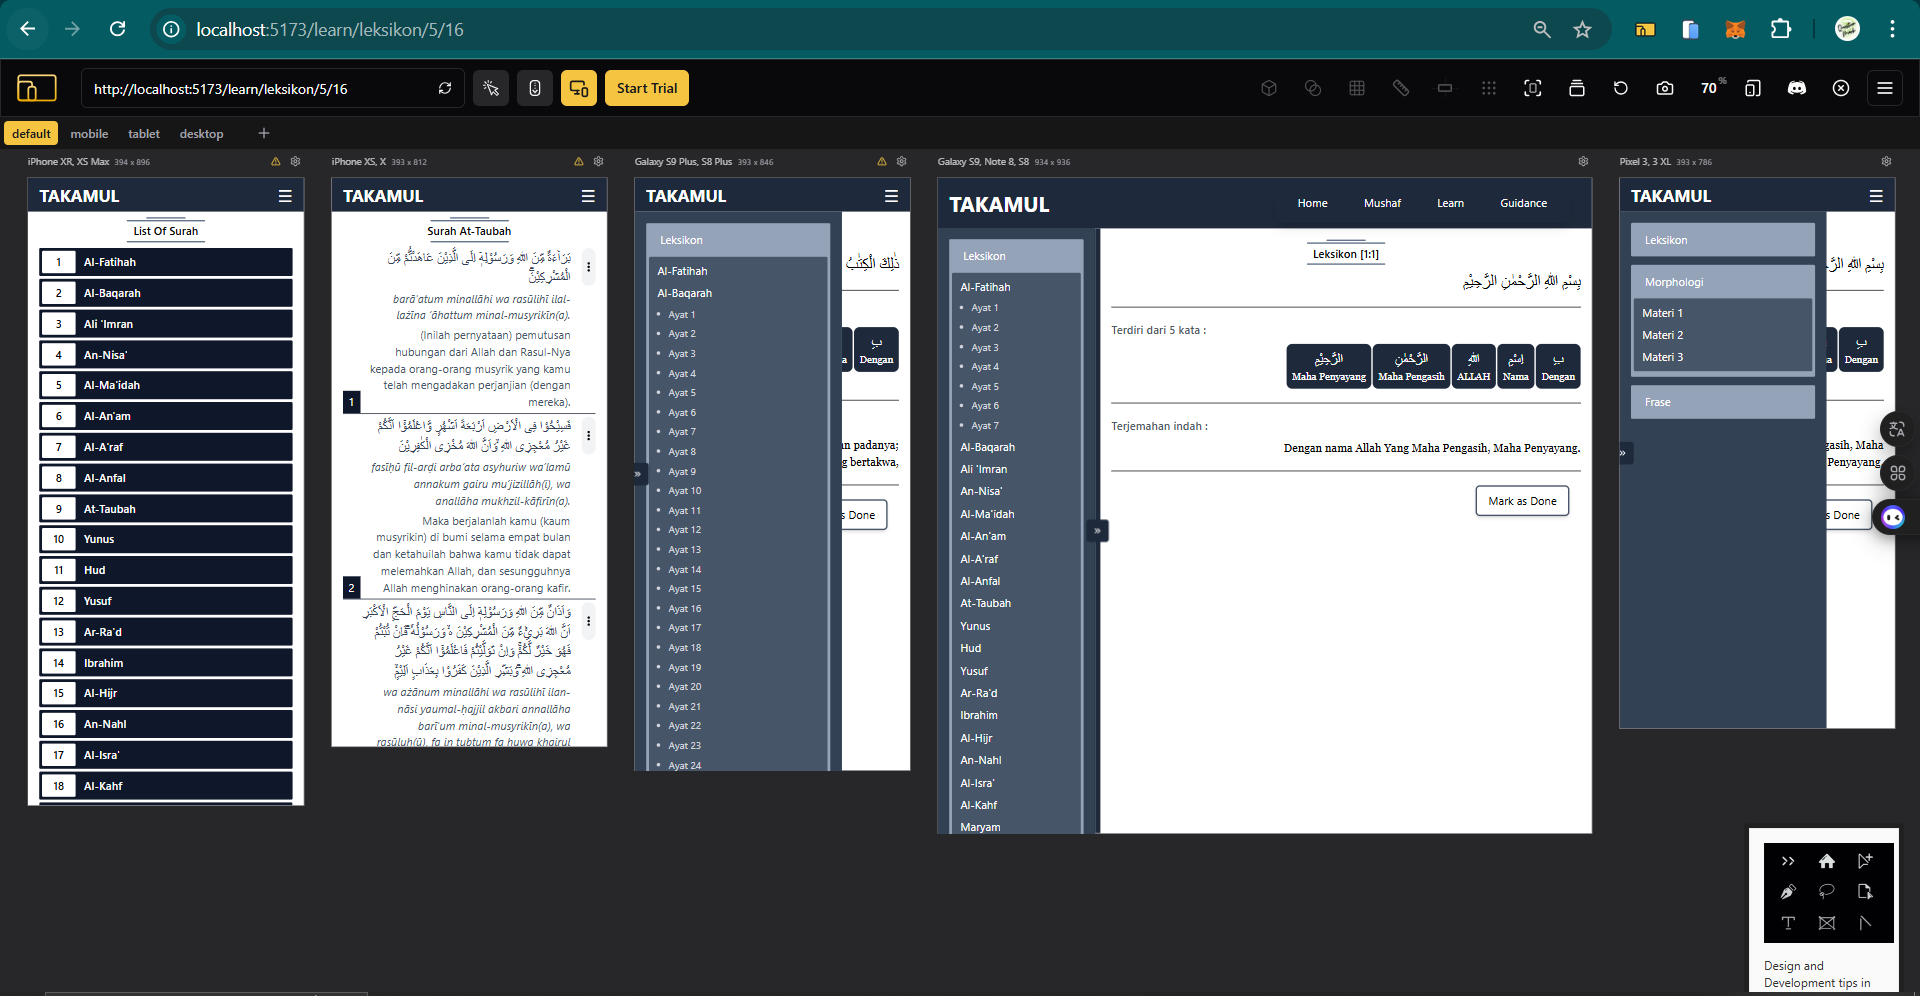 localhost:5173/learn/leksikon/5/16
http://localhost:5173/learn/leksikon/5/16
Start Trial
70%
default
mobile
tablet
desktop
iPhone XR, XS Max 394 x 896
TAKAMUL
List Of Surah
1 Al-Fatihah
2 Al-Baqarah
3 Ali 'Imran
4 An-Nisa'
5 Al-Ma'idah
6 Al-An'am
7 Al-A'raf
8 Al-Anfal
9 At-Taubah
10 Yunus
11 Hud
12 Yusuf
13 Ar-Ra'd
14 Ibrahim
15 Al-Hijr
16 An-Nahl
17 Al-Isra'
18 Al-Kahf
iPhone XS, X 393 x 812
TAKAMUL
Surah At-Taubah
بَرَاۤءَةٌ مِّنَ اللّٰهِ وَرَسُوْلِهٖٓ اِلَى الَّذِيْنَ عَاهَدْتُّمْ مِّنَ
الْمُشْرِكِيْنَۗ
barā'atum minallāhi wa rasūlihī ilal-
lażīna 'āhattum minal-musyrikīn(a).
(Inilah pernyataan) pemutusan
hubungan dari Allah dan Rasul-Nya
kepada orang-orang musyrik yang kamu
telah mengadakan perjanjian (dengan
mereka).
1
فَسِيْحُوْا فِى الْاَرْضِ اَرْبَعَةَ اَشْهُرٍ وَّاعْلَمُوْٓا اَنَّكُمْ
غَيْرُ مُعْجِزِى اللّٰهِ ۙوَاَنَّ اللّٰهَ مُخْزِى الْكٰفِرِيْنَ
fasīḥū fil-arḍi arba'ata asyhuriw wa'lamū
annakum gairu mu'jizillāh(i), wa
anallāha mukhzil-kāfirīn(a).
Maka berjalanlah kamu (kaum
musyrikin) di bumi selama empat bulan
dan ketahuilah bahwa kamu tidak dapat
melemahkan Allah, dan sesungguhnya
Allah menghinakan orang-orang kafir.
2
وَاَذَانٌ مِّنَ اللّٰهِ وَرَسُوْلِهٖٓ اِلَى النَّاسِ يَوْمَ الْحَجِّ الْاَكْبَرِ
اَنَّ اللّٰهَ بَرِيْۤءٌ مِّنَ الْمُشْرِكِيْنَ ەۙ وَرَسُوْلُهٗ ۗفَاِنْ تُبْتُمْ
فَهُوَ خَيْرٌ لَّكُمْۚ وَاِنْ تَوَلَّيْتُمْ فَاعْلَمُوْٓا اَنَّكُمْ غَيْرُ
مُعْجِزِى اللّٰهِ ۗوَبَشِّرِ الَّذِيْنَ كَفَرُوْا بِعَذَابٍ اَلِيْمٍۙ
wa ażānum minallāhi wa rasūlihī ilan-
nāsi yaumal-ḥajjil akbari annallāha
barī'um minal-musyrikīn(a), wa
rasūluh(ū), fa in tubtum fa huwa khairul
Galaxy S9 Plus, S8 Plus 393 x 846
TAKAMUL
Leksikon
Al-Fatihah
Al-Baqarah
Ayat 1
Ayat 2
Ayat 3
Ayat 4
Ayat 5
Ayat 6
Ayat 7
Ayat 8
Ayat 9
Ayat 10
Ayat 11
Ayat 12
Ayat 13
Ayat 14
Ayat 15
Ayat 16
Ayat 17
Ayat 18
Ayat 19
Ayat 20
Ayat 21
Ayat 22
Ayat 23
Ayat 24
ذٰلِكَ الْكِتٰبُ
a
بِ
Dengan
n padanya;
g bertakwa,
s Done
Galaxy S9, Note 8, S8 934 x 936
TAKAMUL
Home
Mushaf
Learn
Guidance
Leksikon
Al-Fatihah
Ayat 1
Ayat 2
Ayat 3
Ayat 4
Ayat 5
Ayat 6
Ayat 7
Al-Baqarah
Ali 'Imran
An-Nisa'
Al-Ma'idah
Al-An'am
Al-A'raf
Al-Anfal
At-Taubah
Yunus
Hud
Yusuf
Ar-Ra'd
Ibrahim
Al-Hijr
An-Nahl
Al-Isra'
Al-Kahf
Maryam
Leksikon [1:1]
بِسْمِ اللّٰهِ الرَّحْمٰنِ الرَّحِيْمِ
Terdiri dari 5 kata :
الرَّحِيْمِ الرَّحْمٰنِ اللّٰهِ اِسْمِ بِ
Maha Penyayang Maha Pengasih ALLAH Nama Dengan
Terjemahan indah :
Dengan nama Allah Yang Maha Pengasih, Maha Penyayang.
Mark as Done
Pixel 3, 3 XL 393 x 786
TAKAMUL
Leksikon
Morphologi
Materi 1
Materi 2
Materi 3
Frase
بِسْمِ اللّٰهِ الرَّ
a
بِ
Dengan
gasih, Maha
Penyayang.
s Done
Design and
Development tips in